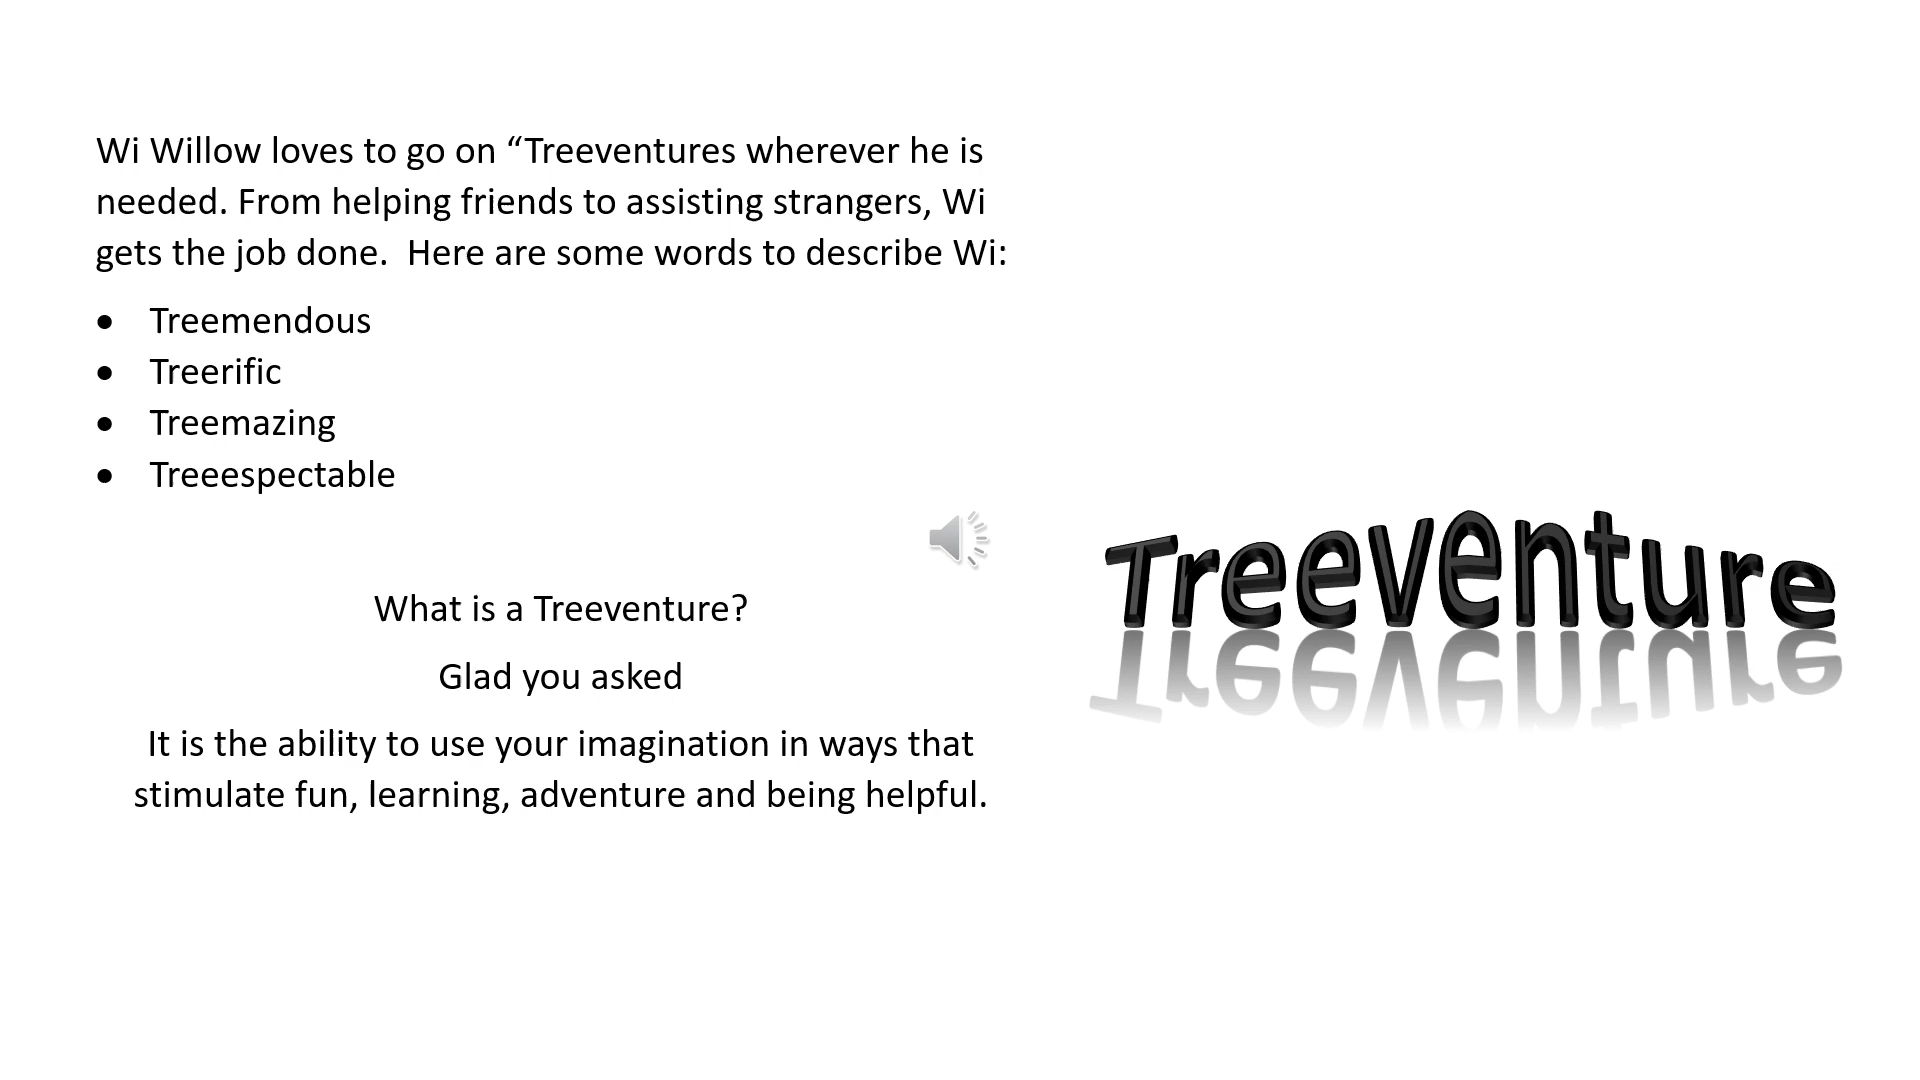 Wi Willow loves to go on “Treeventures wherever he is
needed. From helping friends to assisting strangers, Wi
gets the job done.  Here are some words to describe Wi:
• Treemendous
• Treerific
• Treemazing
• Treeespectable
What is a Treeventure?
Glad you asked
It is the ability to use your imagination in ways that
stimulate fun, learning, adventure and being helpful.
Treeventure